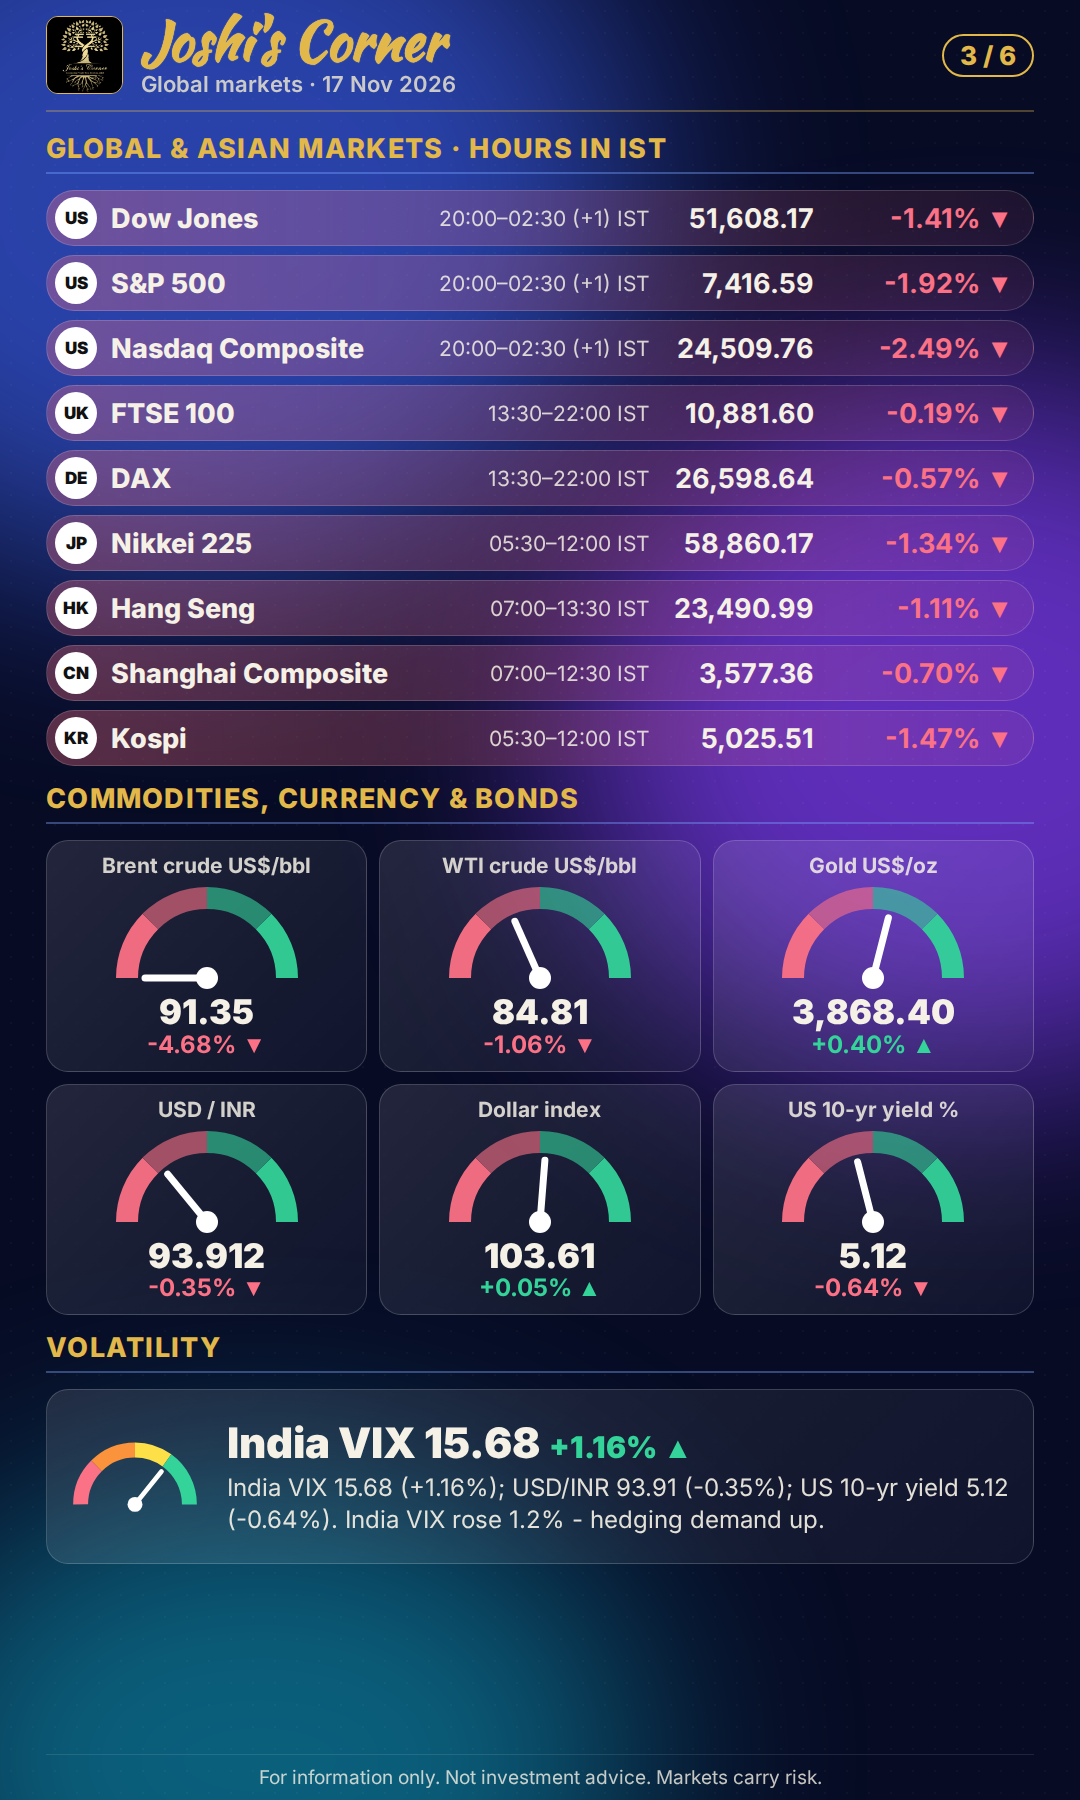 Joshi's Corner
Joshi's Corner
Global markets · 17 Nov 2026
3 / 6
GLOBAL & ASIAN MARKETS · HOURS IN IST
US Dow Jones 20:00–02:30 (+1) IST 51,608.17 -1.41% ▼
US S&P 500 20:00–02:30 (+1) IST 7,416.59 -1.92% ▼
US Nasdaq Composite 20:00–02:30 (+1) IST 24,509.76 -2.49% ▼
UK FTSE 100 13:30–22:00 IST 10,881.60 -0.19% ▼
DE DAX 13:30–22:00 IST 26,598.64 -0.57% ▼
JP Nikkei 225 05:30–12:00 IST 58,860.17 -1.34% ▼
HK Hang Seng 07:00–13:30 IST 23,490.99 -1.11% ▼
CN Shanghai Composite 07:00–12:30 IST 3,577.36 -0.70% ▼
KR Kospi 05:30–12:00 IST 5,025.51 -1.47% ▼
COMMODITIES, CURRENCY & BONDS
Brent crude US$/bbl
91.35
-4.68% ▼
WTI crude US$/bbl
84.81
-1.06% ▼
Gold US$/oz
3,868.40
+0.40% ▲
USD / INR
93.912
-0.35% ▼
Dollar index
103.61
+0.05% ▲
US 10-yr yield %
5.12
-0.64% ▼
VOLATILITY
India VIX 15.68 +1.16% ▲
India VIX 15.68 (+1.16%); USD/INR 93.91 (-0.35%); US 10-yr yield 5.12
(-0.64%). India VIX rose 1.2% - hedging demand up.
For information only. Not investment advice. Markets carry risk.